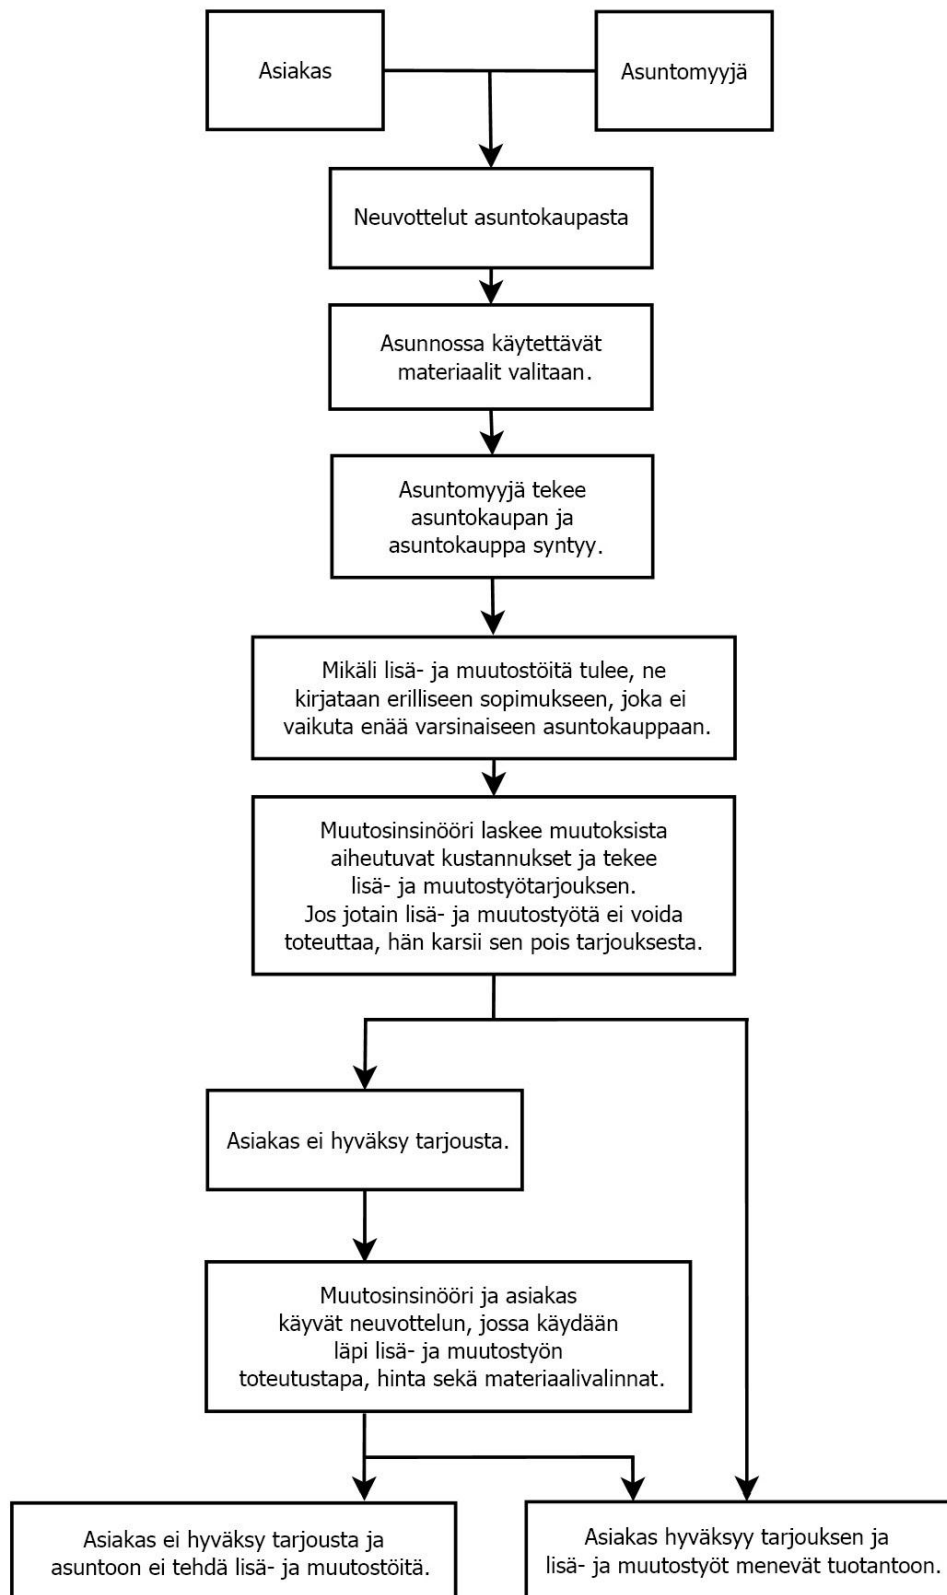 Asiakas
Asuntomyyjä
Neuvottelut asuntokaupasta
Asunnossa käytettävät
materiaalit valitaan.
Asuntomyyjä tekee
asuntokaupan ja
asuntokauppa syntyy.
Mikäli lisä- ja muutostöitä tulee, ne
kirjataan erilliseen sopimukseen, joka ei
vaikuta enää varsinaiseen asuntokauppaan.
Muutosinsinööri laskee muutoksista
aiheutuvat kustannukset ja tekee
lisä- ja muutostyötarjouksen.
Jos jotain lisä- ja muutostyötä ei voida
toteuttaa, hän karsii sen pois tarjouksesta.
Asiakas ei hyväksy tarjousta.
Muutosinsinööri ja asiakas
käyvät neuvottelun, jossa käydään
läpi lisä- ja muutostyön
toteutustapa, hinta sekä materiaalivalinnat.
Asiakas ei hyväksy tarjousta ja
asuntoon ei tehdä lisä- ja muutostöitä.
Asiakas hyväksyy tarjouksen ja
lisä- ja muutostyöt menevät tuotantoon.